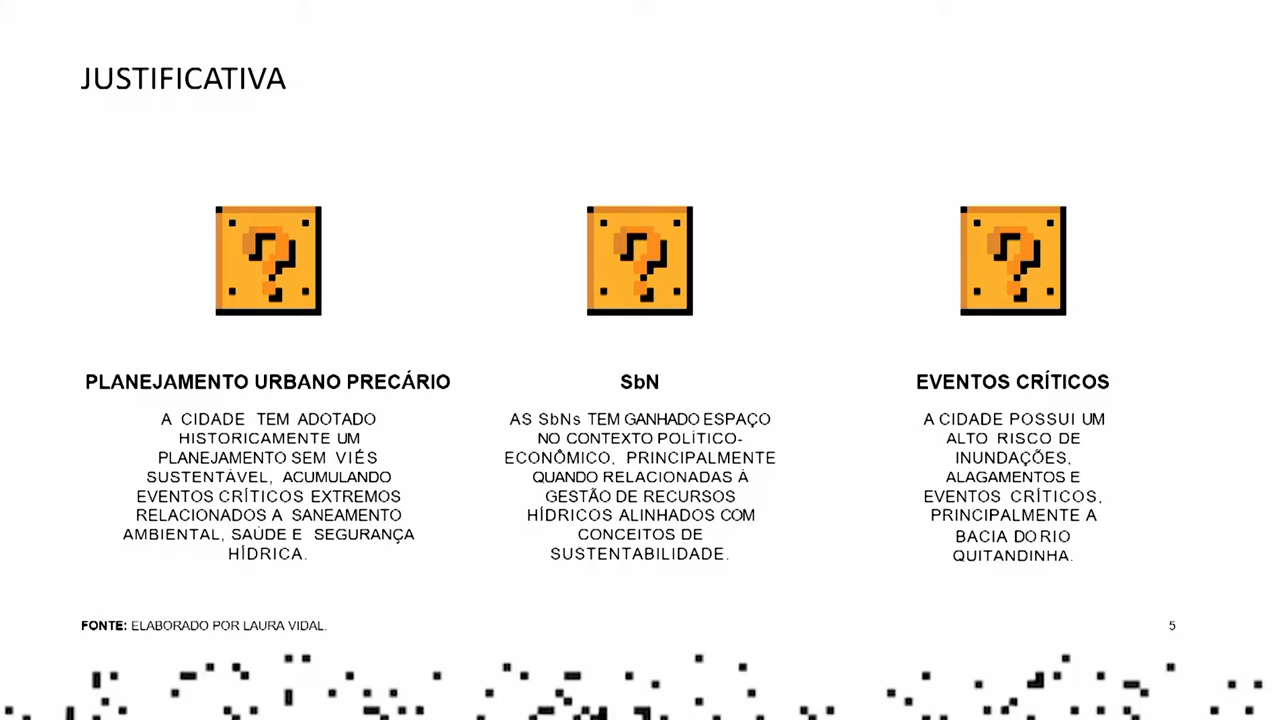 JUSTIFICATIVA
PLANEJAMENTO URBANO PRECÁRIO
A CIDADE TEM ADOTADO
HISTORICAMENTE UM
PLANEJAMENTO SEM VIÉS
SUSTENTÁVEL, ACUMULANDO
EVENTOS CRÍTICOS EXTREMOS
RELACIONADOS A SANEAMENTO
AMBIENTAL, SAÚDE E SEGURANÇA
HÍDRICA.
SbN
AS SbNs TEM GANHADO ESPAÇO
NO CONTEXTO POLÍTICO-
ECONÔMICO, PRINCIPALMENTE
QUANDO RELACIONADAS À
GESTÃO DE RECURSOS
HÍDRICOS ALINHADOS COM
CONCEITOS DE
SUSTENTABILIDADE.
EVENTOS CRÍTICOS
A CIDADE POSSUI UM
ALTO RISCO DE
INUNDAÇÕES,
ALAGAMENTOS E
EVENTOS CRÍTICOS,
PRINCIPALMENTE A
BACIA DO RIO
QUITANDINHA.
FONTE: ELABORADO POR LAURA VIDAL.
5